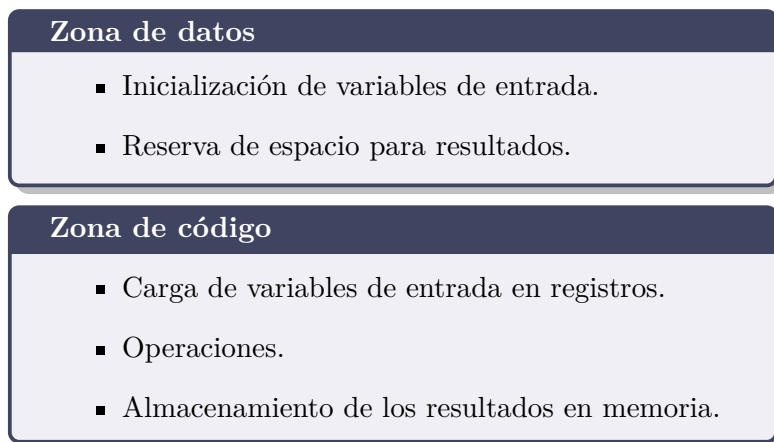 Zona de datos
Inicialización de variables de entrada.
Reserva de espacio para resultados.
Zona de código
Carga de variables de entrada en registros.
Operaciones.
Almacenamiento de los resultados en memoria.